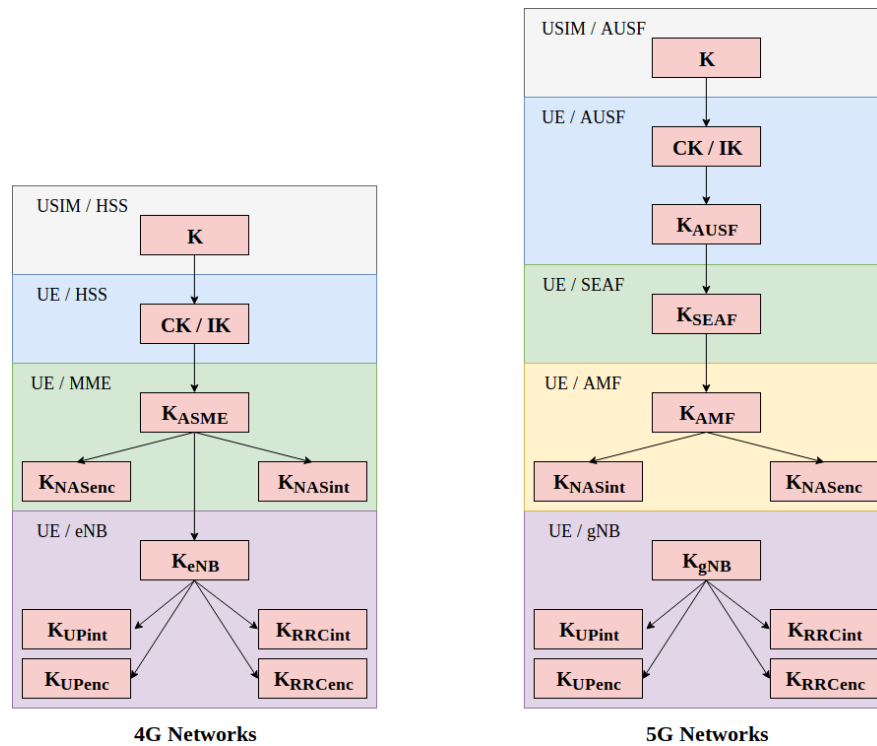 USIM / HSS
K
UE / HSS
CK / IK
UE / MME
KASME
KNASenc
KNASint
UE / eNB
KeNB
KUPint
KRRCint
KUPenc
KRRCenc
4G Networks
USIM / AUSF
K
UE / AUSF
CK / IK
KAUSF
UE / SEAF
KSEAF
UE / AMF
KAMF
KNASint
KNASenc
UE / gNB
KgNB
KUPint
KRRCint
KUPenc
KRRCenc
5G Networks